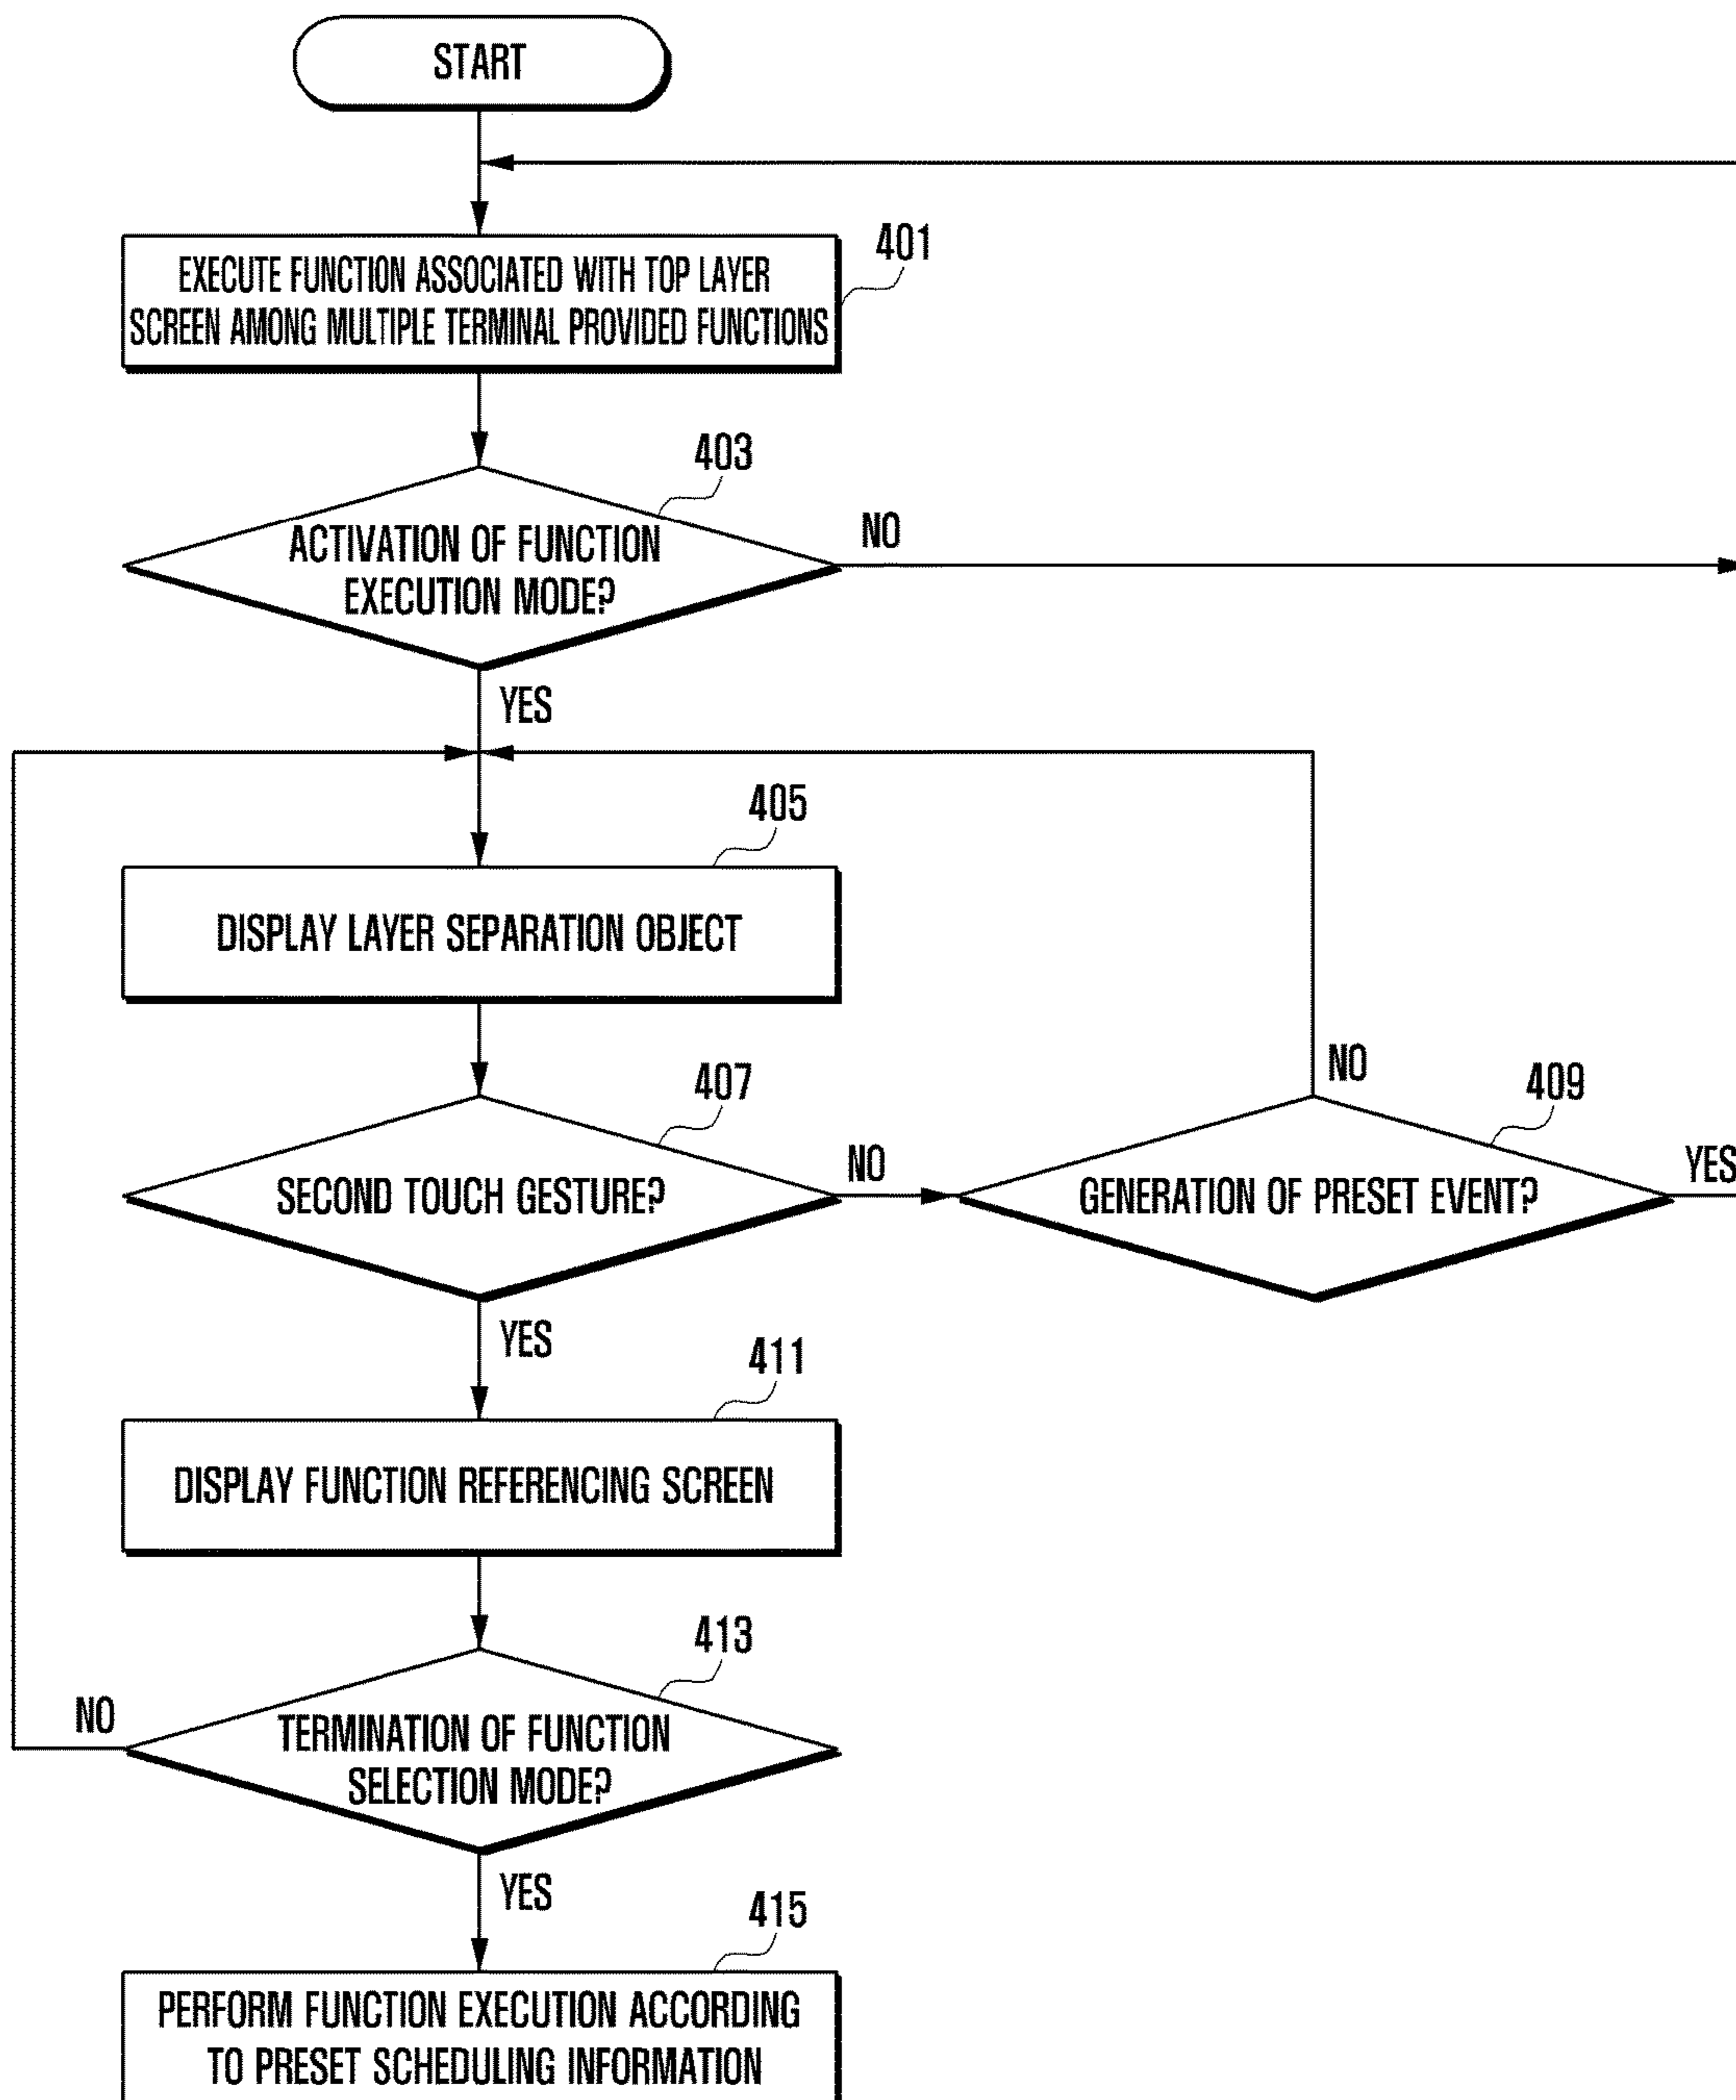 START
401
EXECUTE FUNCTION ASSOCIATED WITH TOP LAYER
SCREEN AMONG MULTIPLE TERMINAL PROVIDED FUNCTIONS
403
ACTIVATION OF FUNCTION
EXECUTION MODE?
NO
YES
405
DISPLAY LAYER SEPARATION OBJECT
407
SECOND TOUCH GESTURE?
NO
409
NO
GENERATION OF PRESET EVENT?
YES
YES
411
DISPLAY FUNCTION REFERENCING SCREEN
413
TERMINATION OF FUNCTION
SELECTION MODE?
NO
YES
415
PERFORM FUNCTION EXECUTION ACCORDING
TO PRESET SCHEDULING INFORMATION